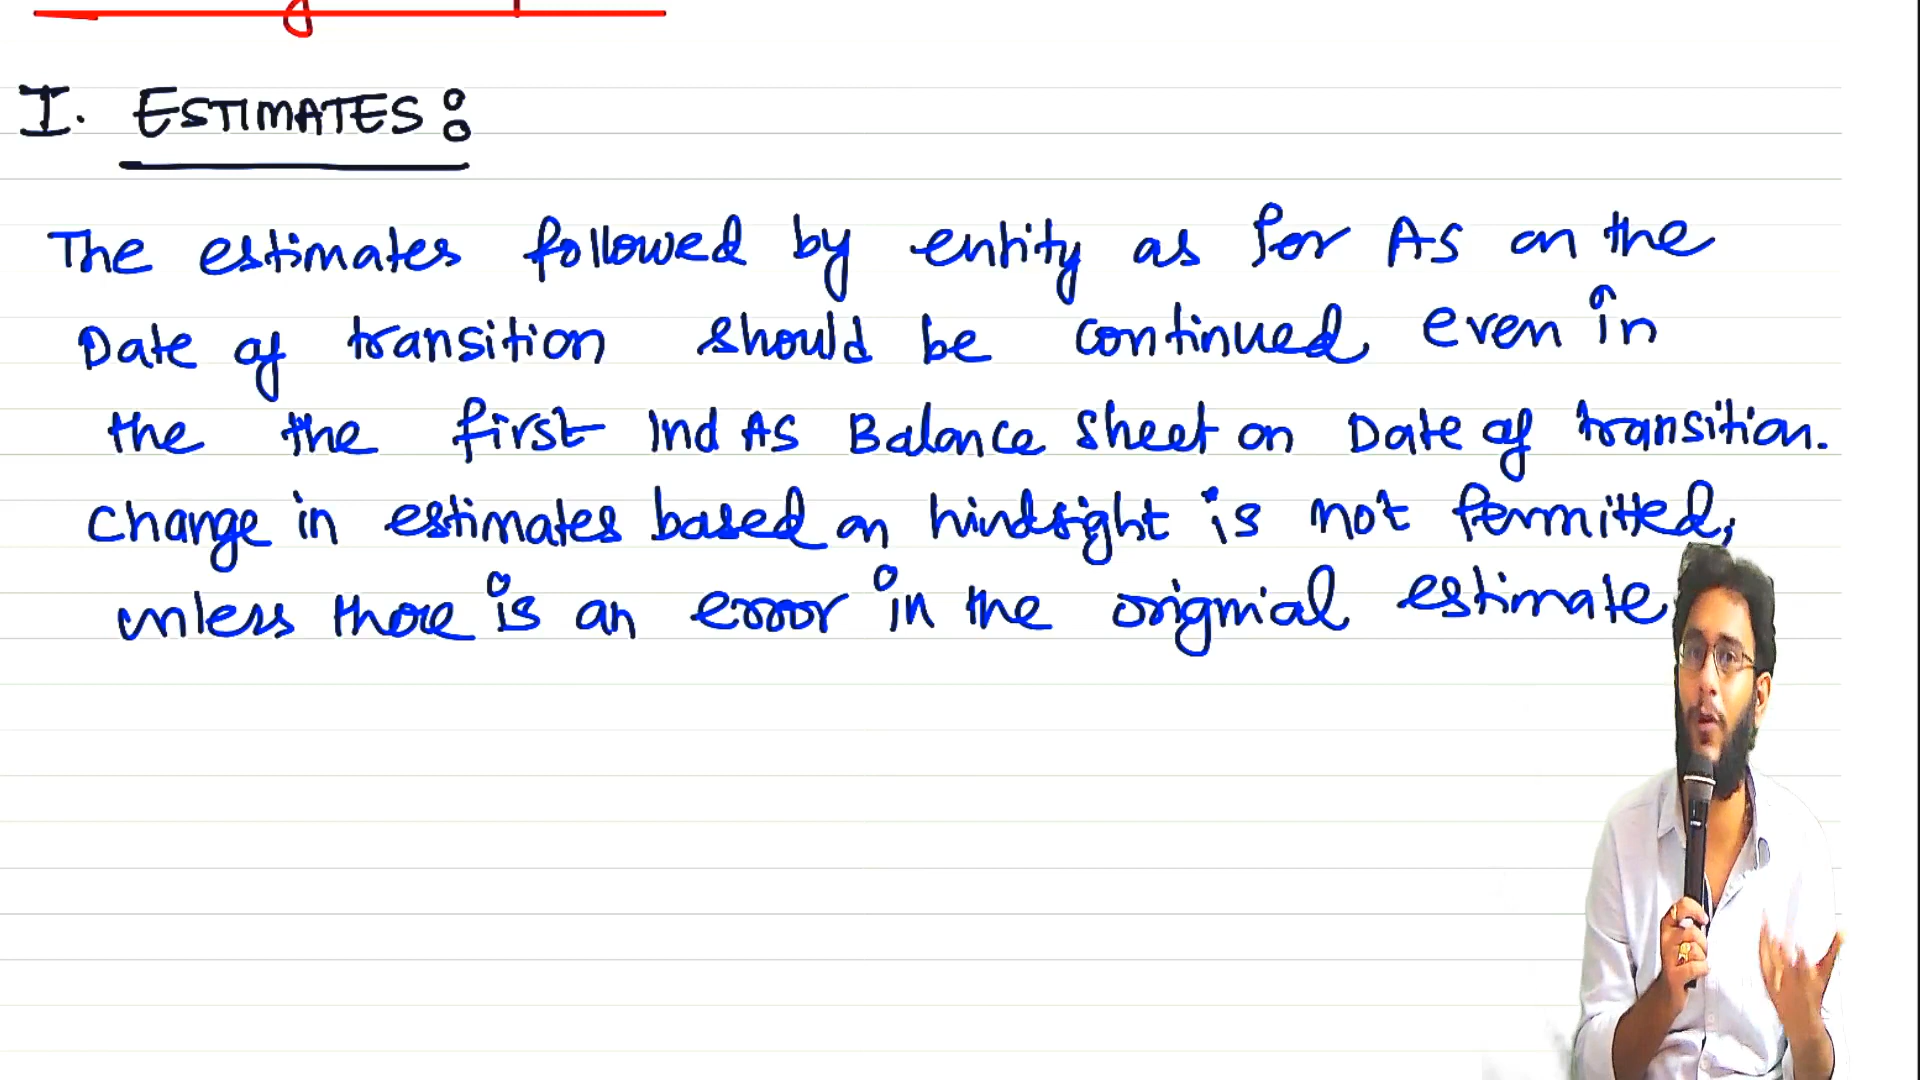 I. ESTIMATES:
The estimates followed by entity as per AS on the
Date of transition should be continued even in
the the first Ind AS Balance sheet on Date of transition.
Change in estimates based on hindsight is not permitted,
unless there is an error in the original estimate